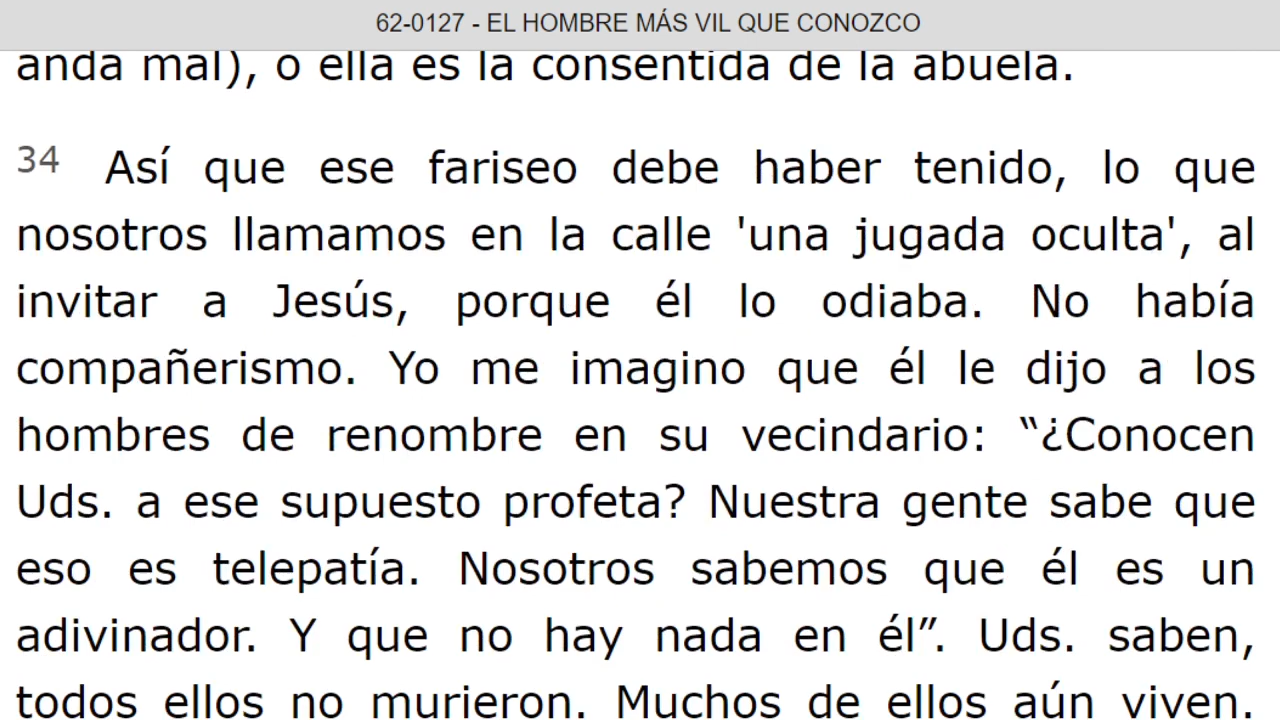 62-0127 - EL HOMBRE MÁS VIL QUE CONOZCO
anda mal), o ella es la consentida de la abuela.
34 Así que ese fariseo debe haber tenido, lo que
nosotros llamamos en la calle 'una jugada oculta', al
invitar a Jesús, porque él lo odiaba. No había
compañerismo. Yo me imagino que él le dijo a los
hombres de renombre en su vecindario: “¿Conocen
Uds. a ese supuesto profeta? Nuestra gente sabe que
eso es telepatía. Nosotros sabemos que él es un
adivinador. Y que no hay nada en él”. Uds. saben,
todos ellos no murieron. Muchos de ellos aún viven.